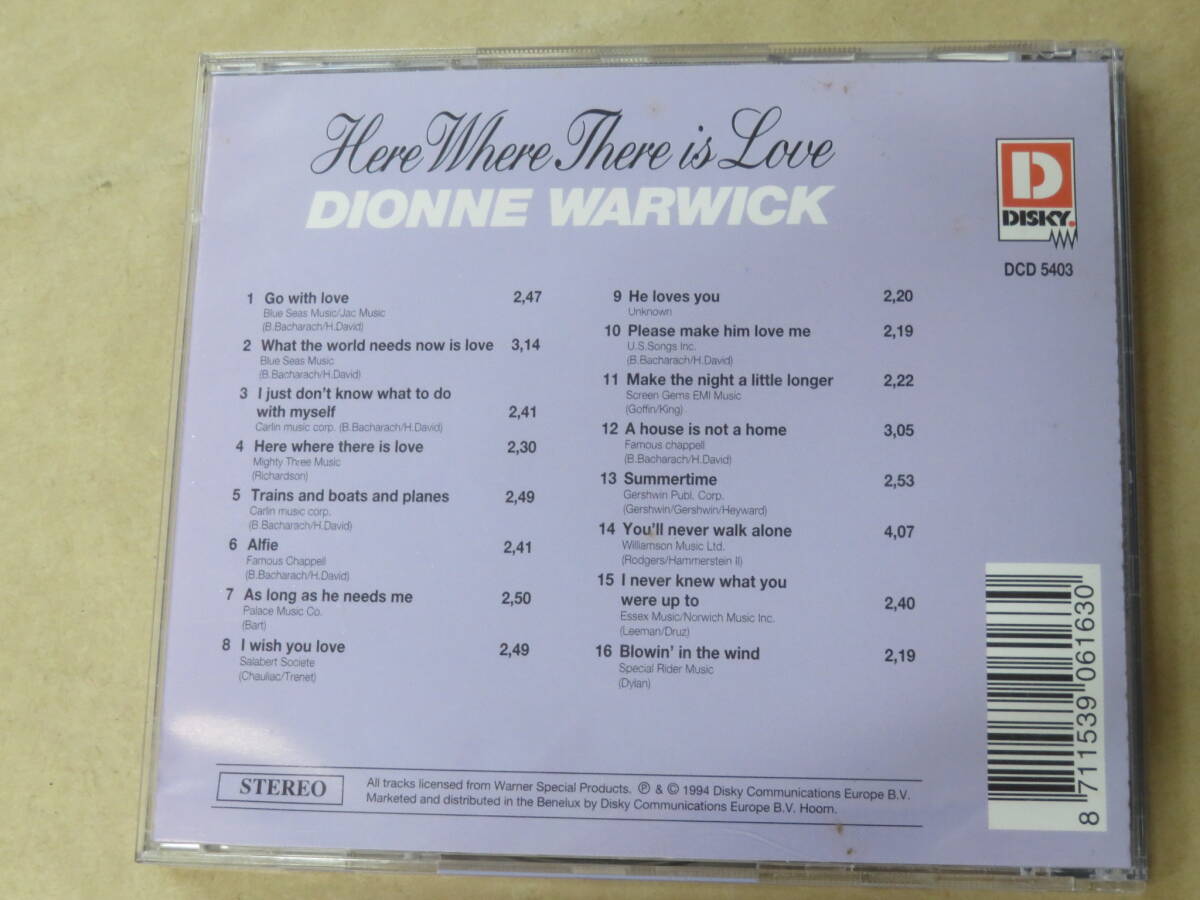 Here Where There is Love
DIONNE WARWICK
D
DISKY.
DCD 5403
1 Go with love 2,47
Blue Seas Music/Jac Music
(B.Bacharach/H.David)
2 What the world needs now is love 3,14
Blue Seas Music
(B.Bacharach/H.David)
3 I just don't know what to do
with myself 2,41
Carlin music corp. (B.Bacharach/H.David)
4 Here where there is love 2,30
Mighty Three Music
(Richardson)
5 Trains and boats and planes 2,49
Carlin music corp.
(B.Bacharach/H.David)
6 Alfie 2,41
Famous Chappell
(B.Bacharach/H.David)
7 As long as he needs me 2,50
Palace Music Co.
(Bart)
8 I wish you love 2,49
Salabert Societe
(Chauliac/Trenet)
9 He loves you 2,20
Unknown
10 Please make him love me 2,19
U.S.Songs Inc.
(B.Bacharach/H.David)
11 Make the night a little longer 2,22
Screen Gems EMI Music
(Goffin/King)
12 A house is not a home 3,05
Famous chappell
(B.Bacharach/H.David)
13 Summertime 2,53
Gershwin Publ. Corp.
(Gershwin/Gershwin/Heyward)
14 You'll never walk alone 4,07
Williamson Music Ltd.
(Rodgers/Hammerstein II)
15 I never knew what you
were up to 2,40
Essex Music/Norwich Music Inc.
(Leeman/Druz)
16 Blowin' in the wind 2,19
Special Rider Music
(Dylan)
8 711539 061630
STEREO
All tracks licensed from Warner Special Products. ℗ & © 1994 Disky Communications Europe B.V.
Marketed and distributed in the Benelux by Disky Communications Europe B.V. Hoorn.